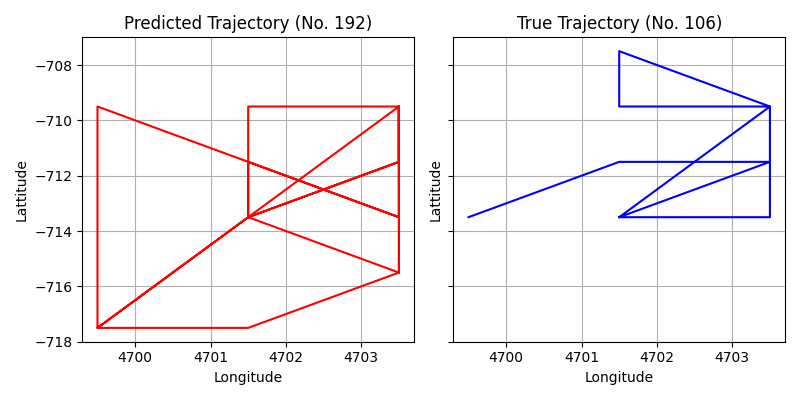 Predicted Trajectory (No. 192)
True Trajectory (No. 106)
−708
−710
−712
−714
−716
−718
Lattitude
Lattitude
4700 4701 4702 4703
4700 4701 4702 4703
Longitude
Longitude